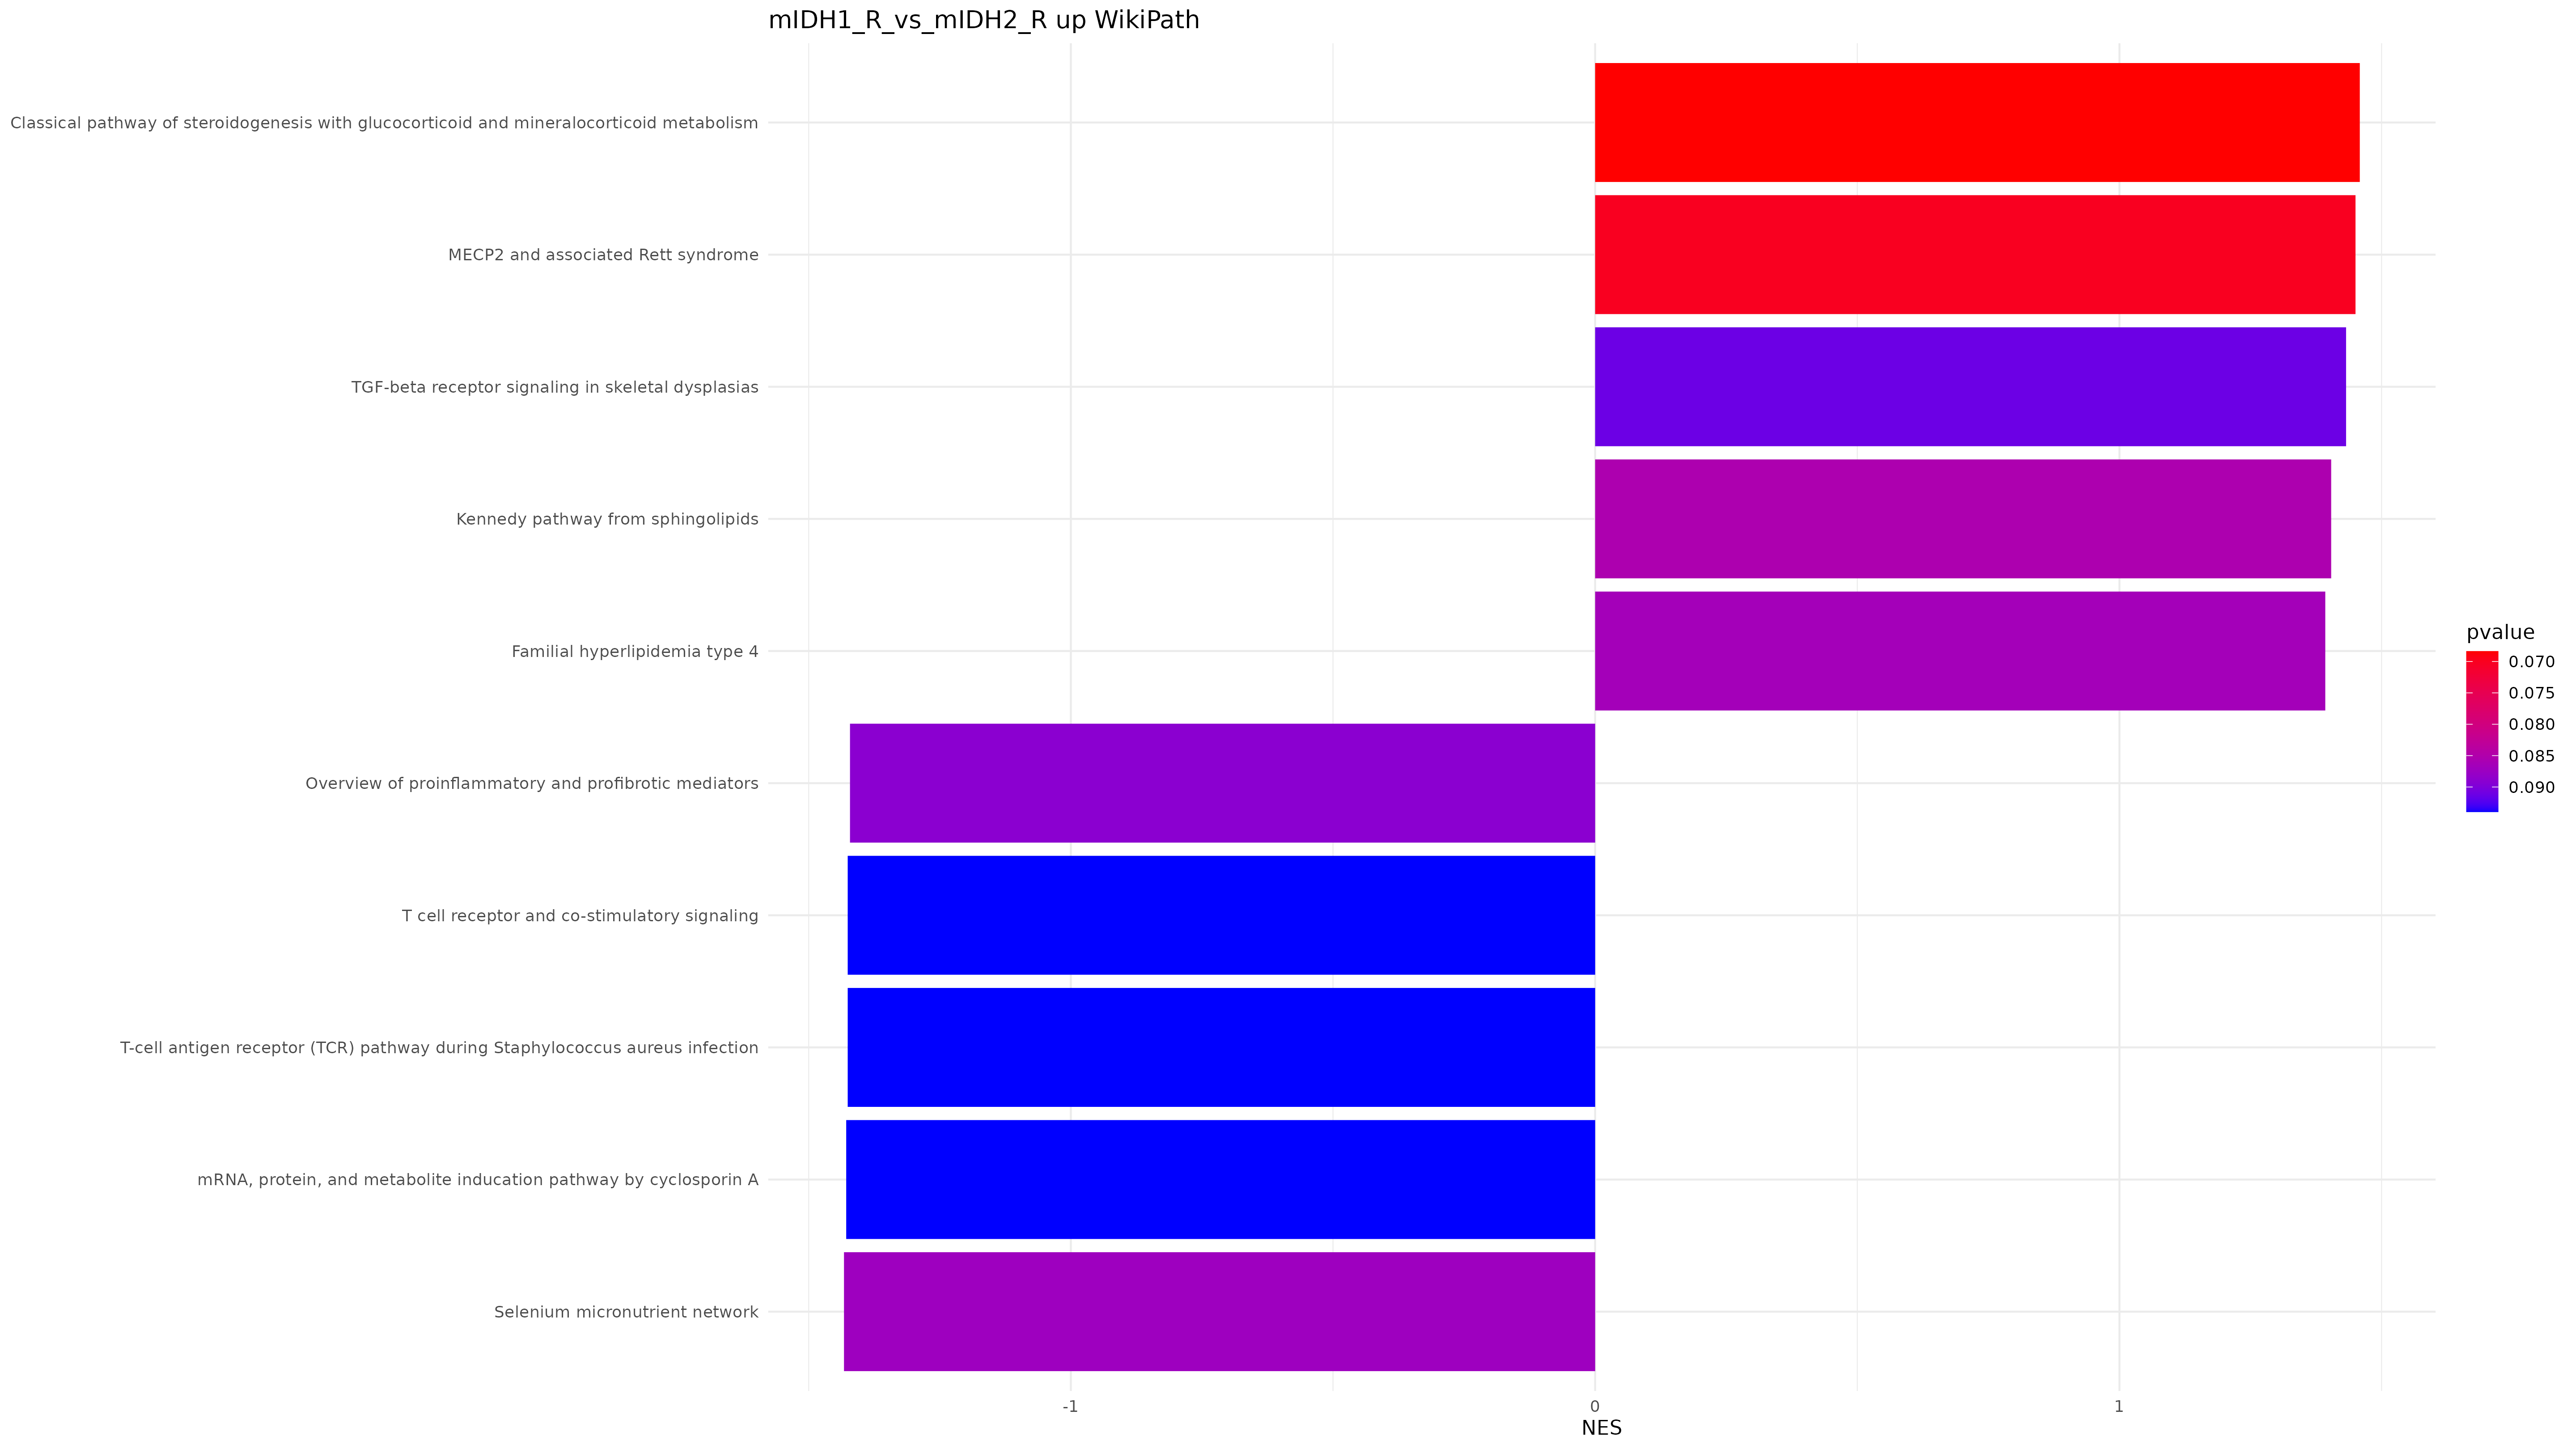 mIDH1_R_vs_mIDH2_R up WikiPath
Classical pathway of steroidogenesis with glucocorticoid and mineralocorticoid metabolism
MECP2 and associated Rett syndrome
TGF-beta receptor signaling in skeletal dysplasias
Kennedy pathway from sphingolipids
Familial hyperlipidemia type 4
Overview of proinflammatory and profibrotic mediators
T cell receptor and co-stimulatory signaling
T-cell antigen receptor (TCR) pathway during Staphylococcus aureus infection
mRNA, protein, and metabolite inducation pathway by cyclosporin A
Selenium micronutrient network
-1 0 1
NES
pvalue
0.070
0.075
0.080
0.085
0.090